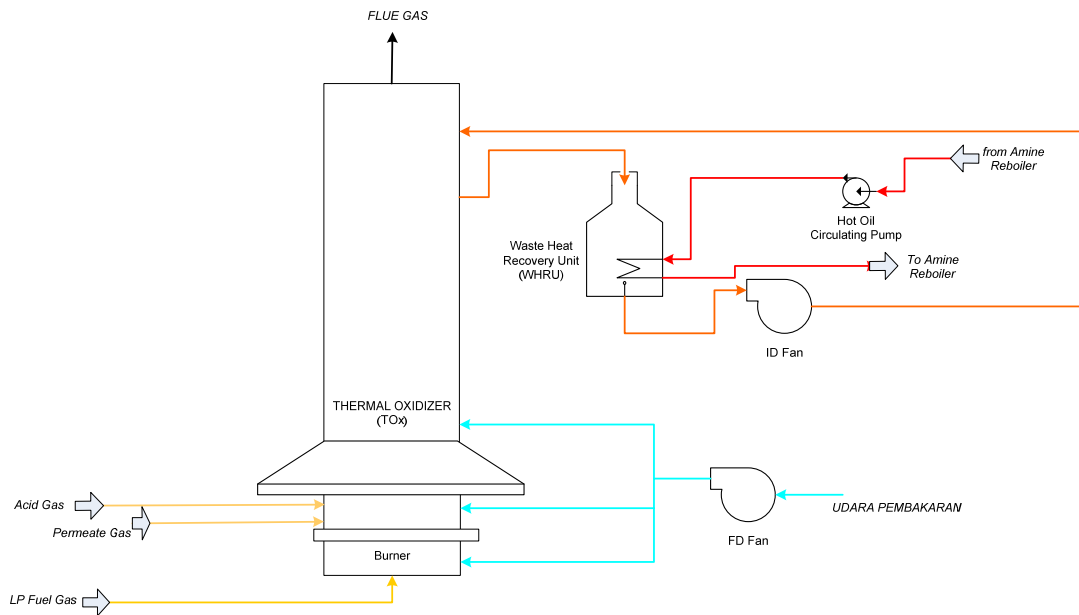 FLUE GAS
from Amine
Reboiler
Hot Oil
Circulating Pump
Waste Heat
Recovery Unit
(WHRU)
To Amine
Reboiler
ID Fan
THERMAL OXIDIZER
(TOx)
Acid Gas
Permeate Gas
UDARA PEMBAKARAN
FD Fan
Burner
LP Fuel Gas